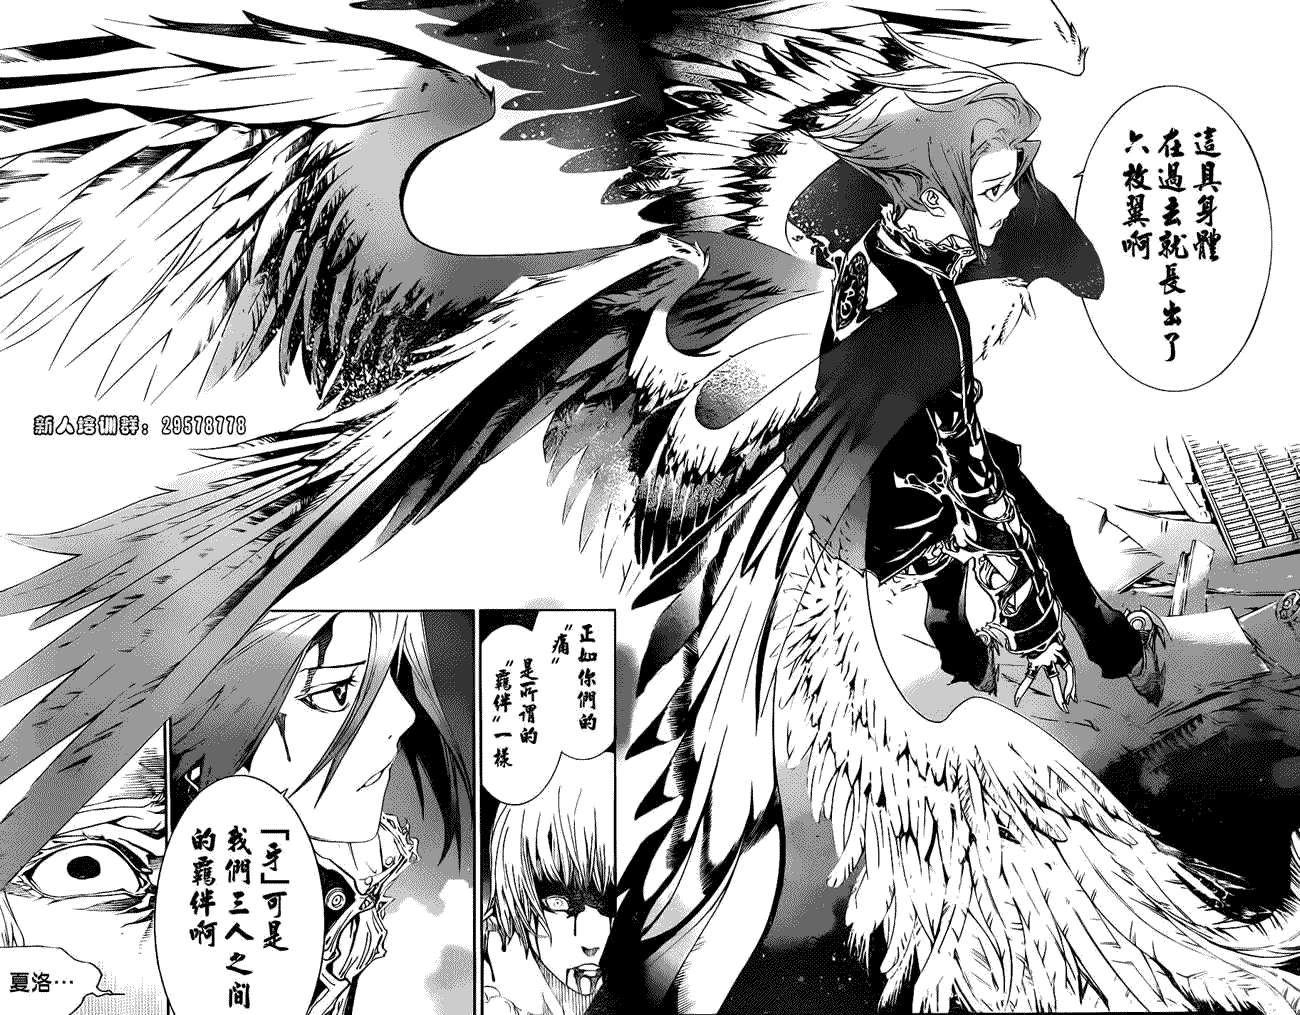 這具身體
在過去就長出了
六枚翼啊
新人培训群：29578778
正如你們的
〝痛〞
是所謂的
〝羈絆〞一樣
「牙」可是
我們三人之間
的羈絆啊
夏洛…